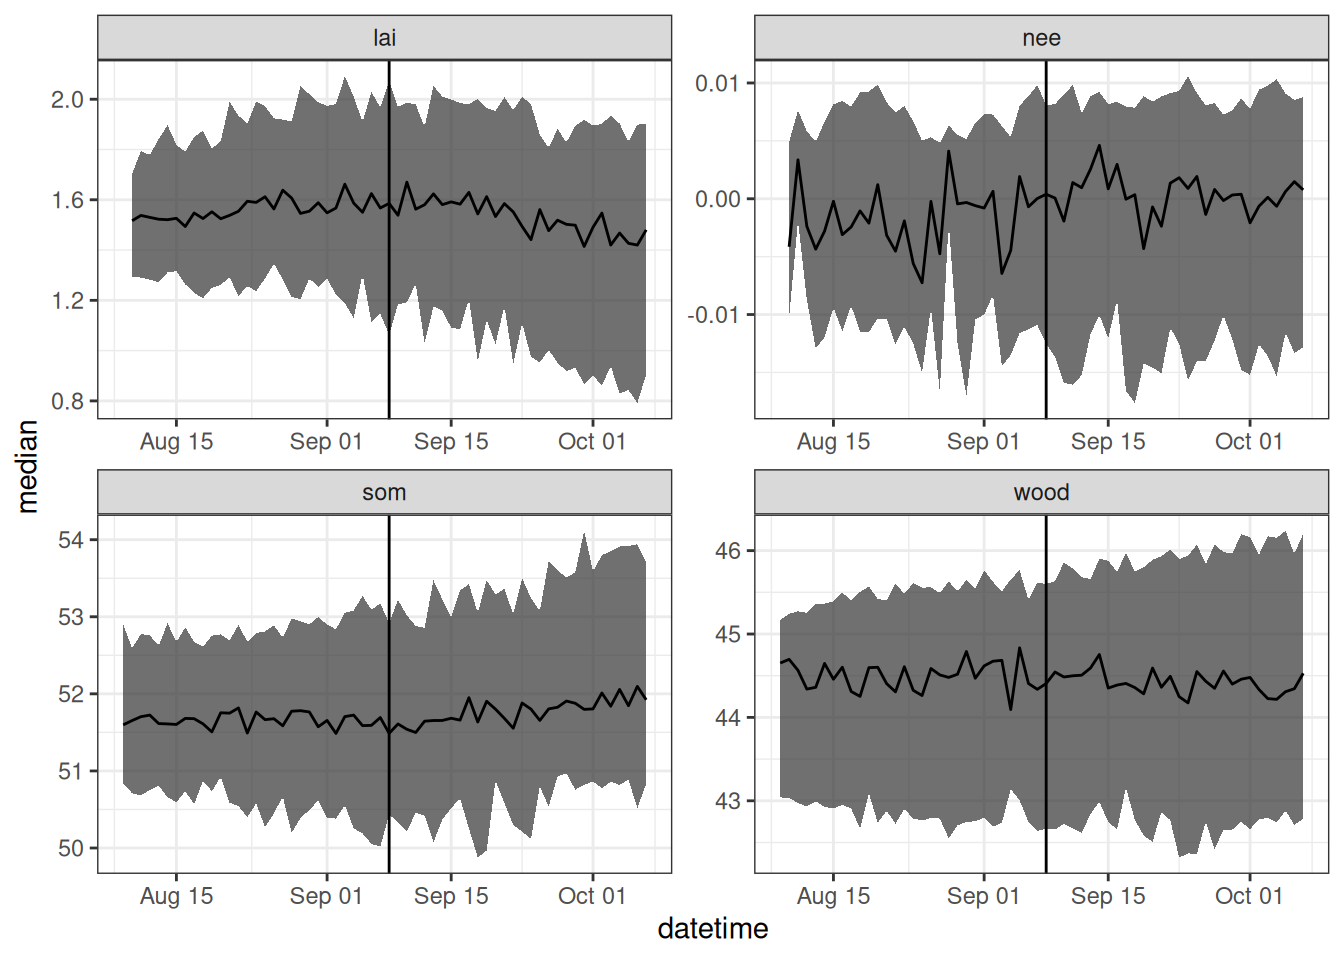 lai
nee
2.0
1.6
1.2
0.8
0.01
0.00
-0.01
Aug 15 Sep 01 Sep 15 Oct 01
Aug 15 Sep 01 Sep 15 Oct 01
median
som
wood
54
53
52
51
50
46
45
44
43
Aug 15 Sep 01 Sep 15 Oct 01
Aug 15 Sep 01 Sep 15 Oct 01
datetime